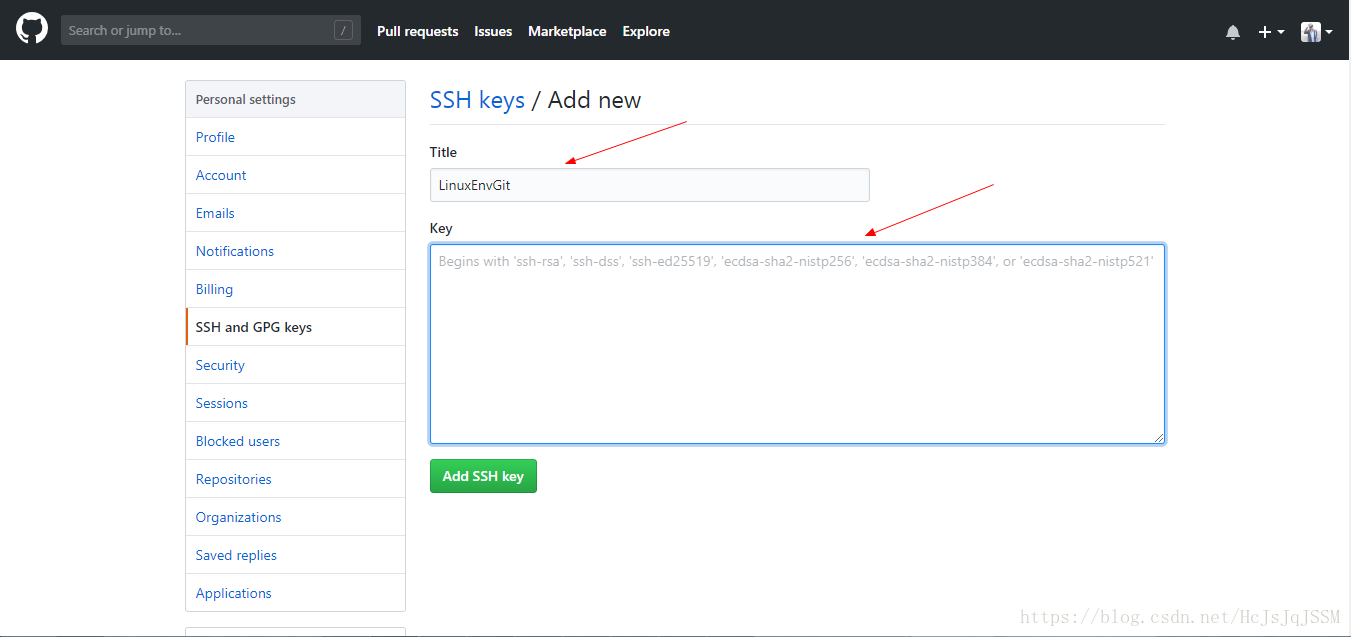 Search or jump to... /
Pull requests Issues Marketplace Explore
Personal settings
Profile
Account
Emails
Notifications
Billing
SSH and GPG keys
Security
Sessions
Blocked users
Repositories
Organizations
Saved replies
Applications
SSH keys / Add new
Title
LinuxEnvGit
Key
Begins with 'ssh-rsa', 'ssh-dss', 'ssh-ed25519', 'ecdsa-sha2-nistp256', 'ecdsa-sha2-nistp384', or 'ecdsa-sha2-nistp521'
Add SSH key
https://blog.csdn.net/HcJsJqJSSM